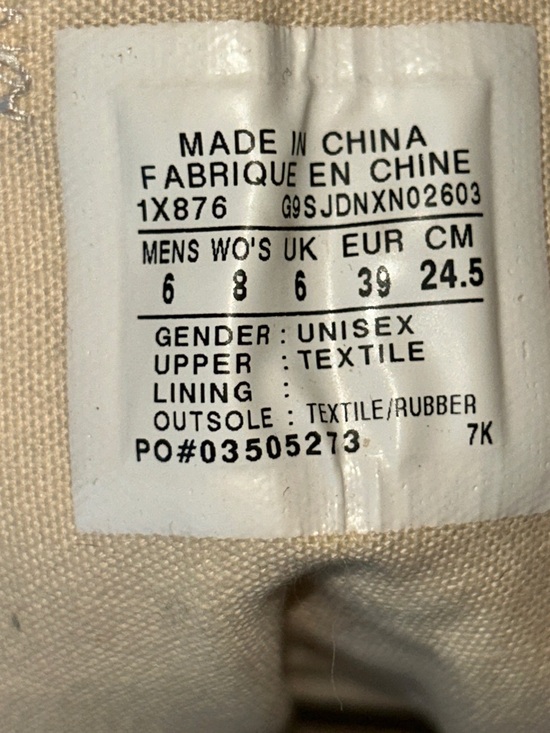 MADE IN CHINA
FABRIQUE EN CHINE
1X876 G9SJDNXN02603
MENS WO'S UK EUR CM
6 8 6 39 24.5
GENDER : UNISEX
UPPER : TEXTILE
LINING :
OUTSOLE : TEXTILE/RUBBER
PO#03505273 7K